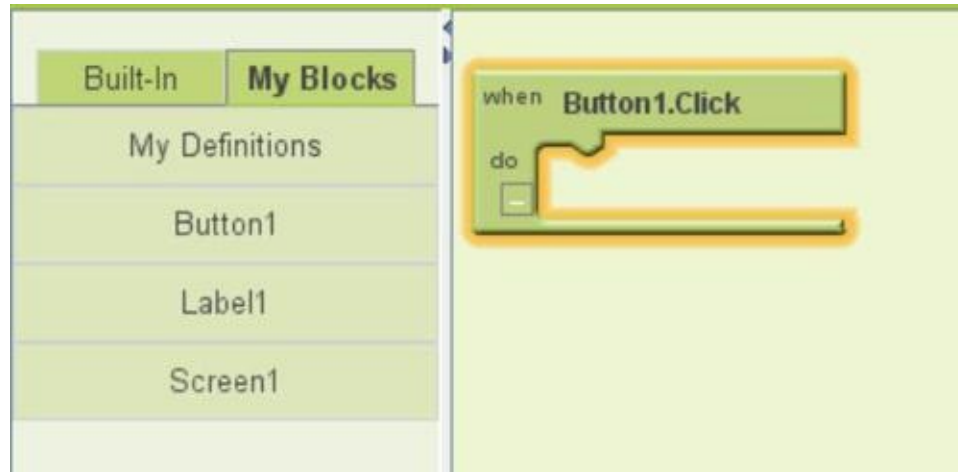 Built-In
My Blocks
My Definitions
Button1
Label1
Screen1
when Button1.Click
do